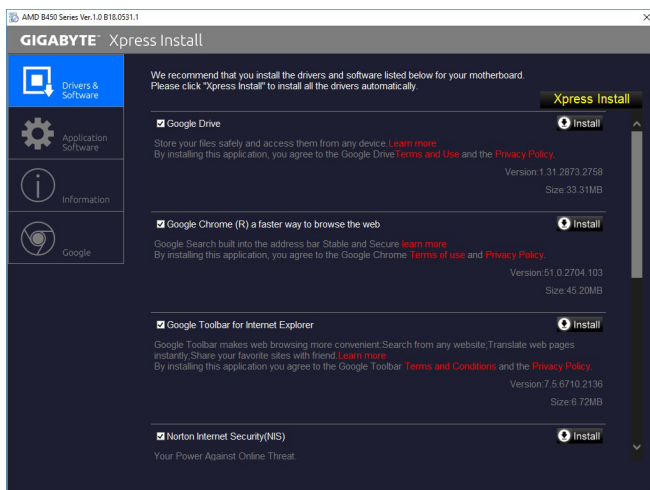 AMD B450 Series Ver.1.0 B18.0531.1
GIGABYTE™ Xpress Install
Drivers &
Software
Application
Software
Information
Google
We recommend that you install the drivers and software listed below for your motherboard.
Please click "Xpress Install" to install all the drivers automatically.
Xpress Install
Google Drive
Install
Store your files safely and access them from any device.Learn more
By installing this application, you agree to the Google DriveTerms and Use and the Privacy Policy.
Version:1.31.2873.2758
Size:33.31MB
Google Chrome (R) a faster way to browse the web
Install
Google Search built into the address bar Stable and Secure learn more
By installing this application, you agree to the Google Chrome Terms of use and Privacy Policy.
Version:51.0.2704.103
Size:45.20MB
Google Toolbar for Internet Explorer
Install
Google Toolbar makes web browsing more convenient:Search from any website;Translate web pages
instantly;Share your favorite sites with friend.Learn more
By installing this application you agree to the Google Toolbar Terms and Conditions and the Privacy Policy.
Version:7.5.6710.2136
Size:6.72MB
Norton Internet Security(NIS)
Install
Your Power Against Online Threat.